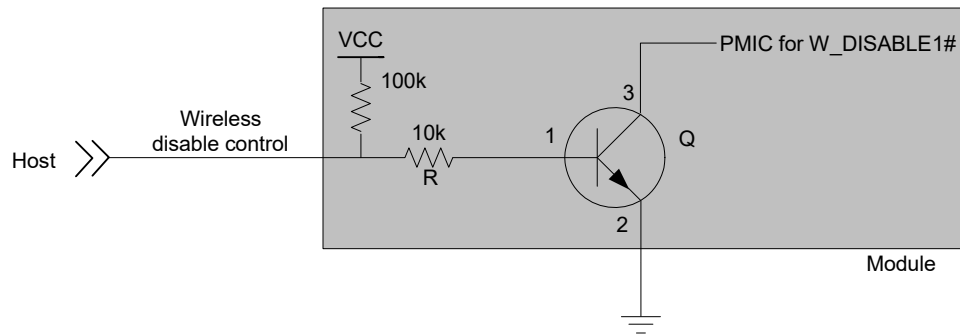 VCC
PMIC for W_DISABLE1#
100k
3
Wireless
disable control
10k
1
Q
Host
R
2
Module